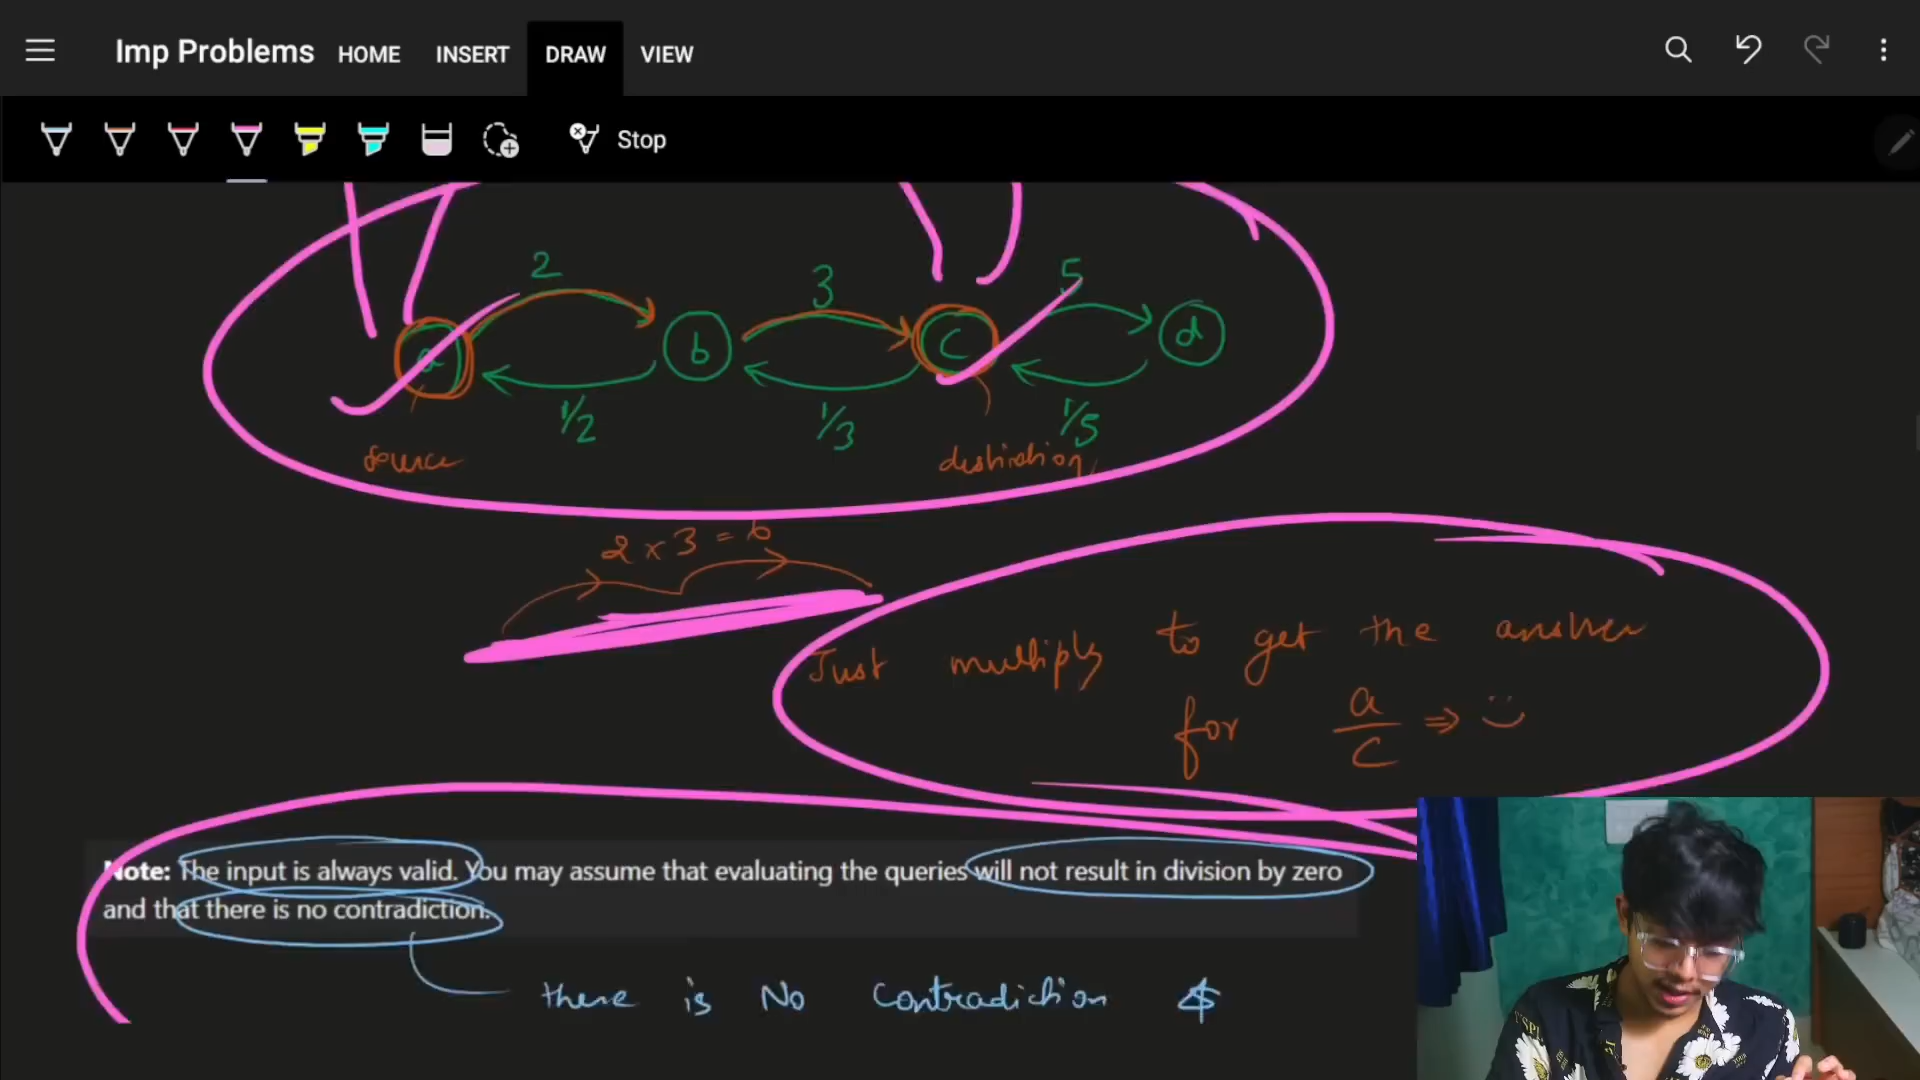 Imp Problems HOME INSERT DRAW VIEW
Stop
2 3 5
a b c d
1/2 1/3 1/5
source destination
2 x 3 = 6
Just multiply to get the answer
for a/c ⇒
Note: The input is always valid. You may assume that evaluating the queries will not result in division by zero
and that there is no contradiction.
there is No Contradiction